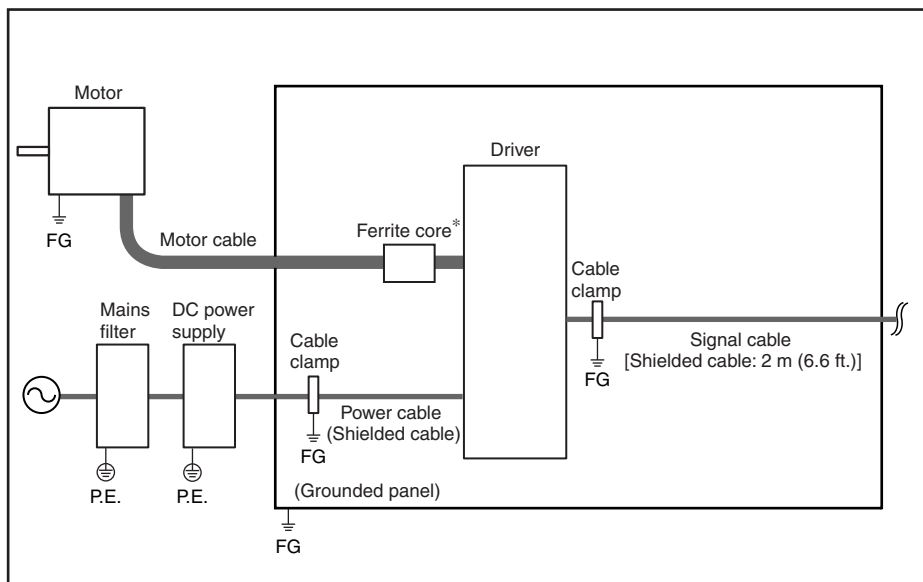 Motor
FG
Motor cable
Driver
Ferrite core*
Mains
filter
DC power
supply
P.E.
P.E.
Cable
clamp
FG
Power cable
(Shielded cable)
Cable
clamp
FG
Signal cable
[Shielded cable: 2 m (6.6 ft.)]
(Grounded panel)
FG